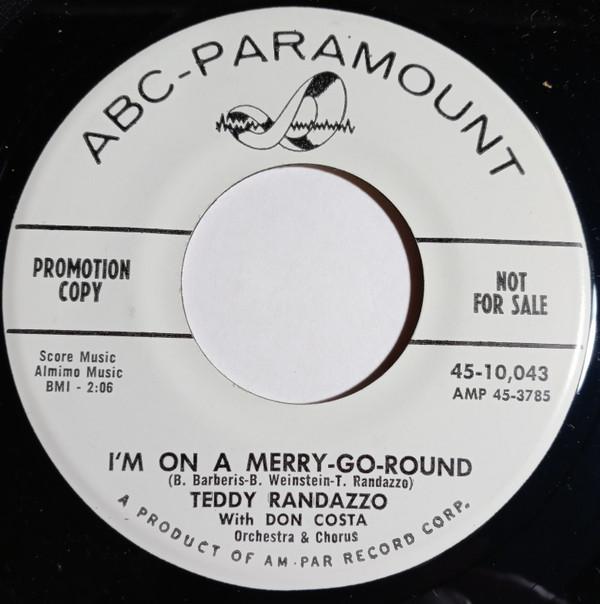 ABC-PARAMOUNT
PROMOTION
COPY
NOT
FOR SALE
Score Music
Almimo Music
BMI - 2:06
45-10,043
AMP 45-3785
I'M ON A MERRY-GO-ROUND
(B. Barberis-B. Weinstein-T. Randazzo)
TEDDY RANDAZZO
With DON COSTA
Orchestra & Chorus
A PRODUCT OF AM-PAR RECORD CORP.